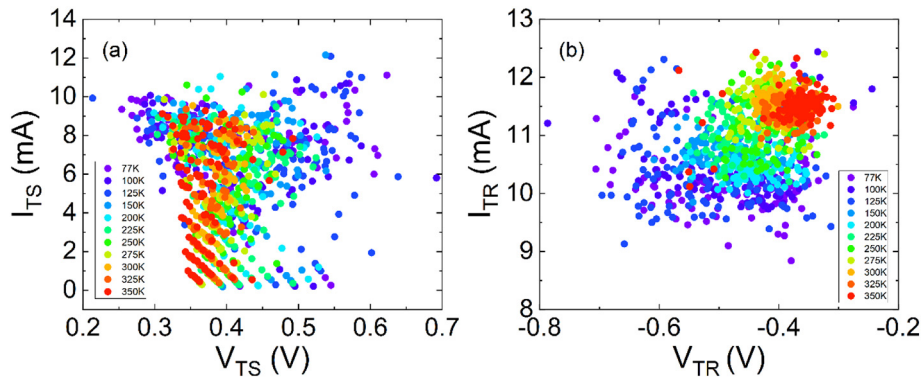 (a)
I_TS (mA)
14
12
10
8
6
4
2
0
77K
100K
125K
150K
200K
225K
250K
275K
300K
325K
350K
0.2 0.3 0.4 0.5 0.6 0.7
V_TS (V)
(b)
I_TR (mA)
13
12
11
10
9
8
77K
100K
125K
150K
200K
225K
250K
275K
300K
325K
350K
-0.8 -0.6 -0.4 -0.2
V_TR (V)